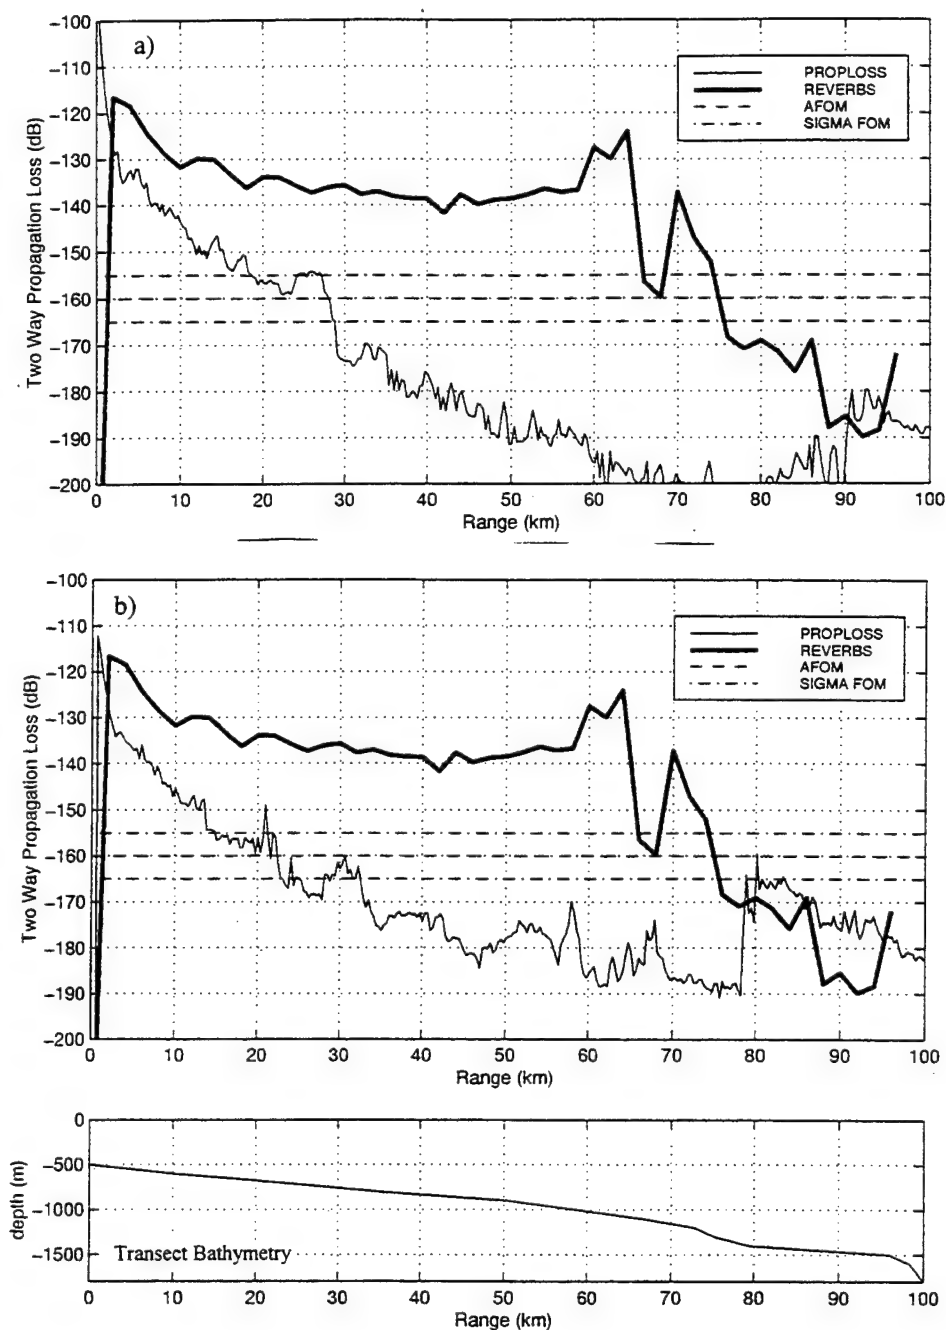 a)
Two Way Propagation Loss (dB)
-100
-110
-120
-130
-140
-150
-160
-170
-180
-190
-200
PROPLOSS
REVERBS
AFOM
SIGMA FOM
0 10 20 30 40 50 60 70 80 90 100
Range (km)
b)
Two Way Propagation Loss (dB)
-100
-110
-120
-130
-140
-150
-160
-170
-180
-190
-200
PROPLOSS
REVERBS
AFOM
SIGMA FOM
0 10 20 30 40 50 60 70 80 90 100
Range (km)
depth (m)
0
-500
-1000
-1500
Transect Bathymetry
0 10 20 30 40 50 60 70 80 90 100
Range (km)